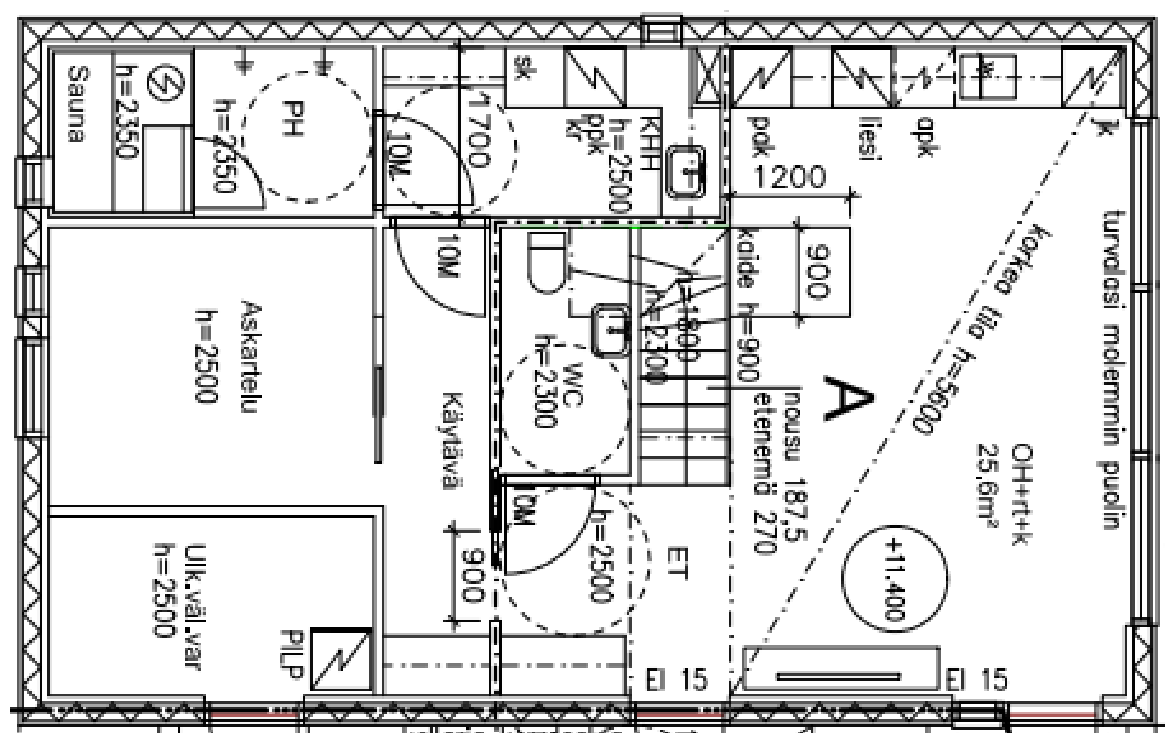 Sauna
h=2350
PH
h=2350
10M
1700
sk
KHH
h=2500
ppk
kr
ppk
liesi
apk
jk
1200
900
kaide h=900
h=1800
h=2300
korkea tila h=5600
turvalasi molemmin puolin
10M
Askartelu
h=2500
Käytävä
WC
h=2300
A
nousu 187,5
etenemä 270
OH+rt+k
25,6m²
10M
h=2500
ET
900
+11.400
Ulk.väl.var
h=2500
PILP
EI 15
EI 15